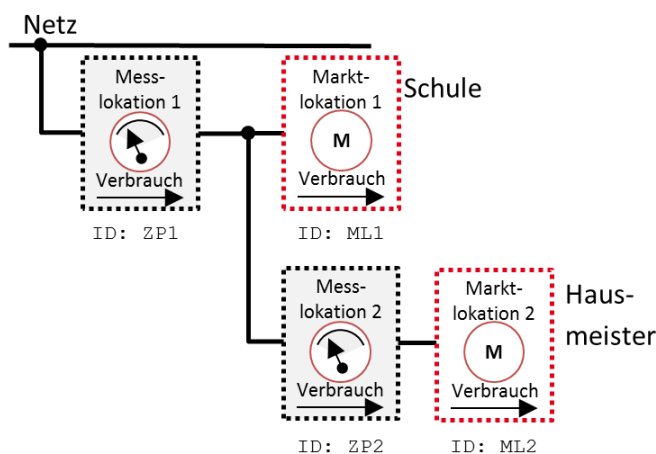 Netz
Mess-
lokation 1
Verbrauch
ID: ZP1
Markt-
lokation 1
M
Verbrauch
ID: ML1
Schule
Mess-
lokation 2
Verbrauch
ID: ZP2
Markt-
lokation 2
M
Verbrauch
ID: ML2
Haus-
meister